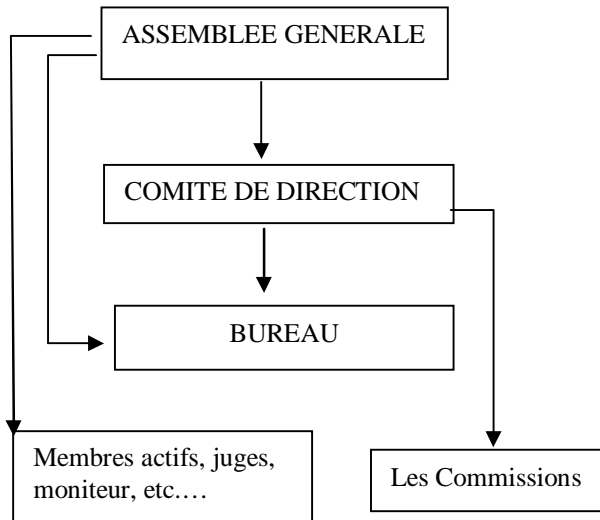 ASSEMBLEE GENERALE
COMITE DE DIRECTION
BUREAU
Membres actifs, juges,
moniteur, etc.…
Les Commissions